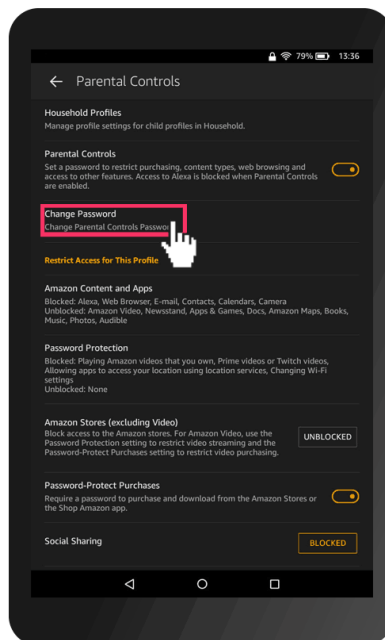 79% 13:36
Parental Controls
Household Profiles
Manage profile settings for child profiles in Household.
Parental Controls
Set a password to restrict purchasing, content types, web browsing and
access to other features. Access to Alexa is blocked when Parental Controls
are enabled.
Change Password
Change Parental Controls
Restrict Access for This Profile
Amazon Content and Apps
Blocked: Alexa, Web Browser, E-mail, Contacts, Calendars, Camera
Unblocked: Amazon Video, Newsstand, Apps & Games, Docs, Amazon Maps, Books,
Music, Photos, Audible
Password Protection
Blocked: Playing Amazon videos that you own, Prime videos or Twitch videos,
Allowing apps to access your location using location services, Changing Wi-Fi
settings
Unblocked: None
Amazon Stores (excluding Video)
Block access to the Amazon stores. For Amazon Video, use the
Password Protection setting to restrict video streaming and the
Password-Protect Purchases setting to restrict video purchasing.
UNBLOCKED
Password-Protect Purchases
Require a password to purchase and download from the Amazon Stores or
the Shop Amazon app.
Social Sharing
BLOCKED